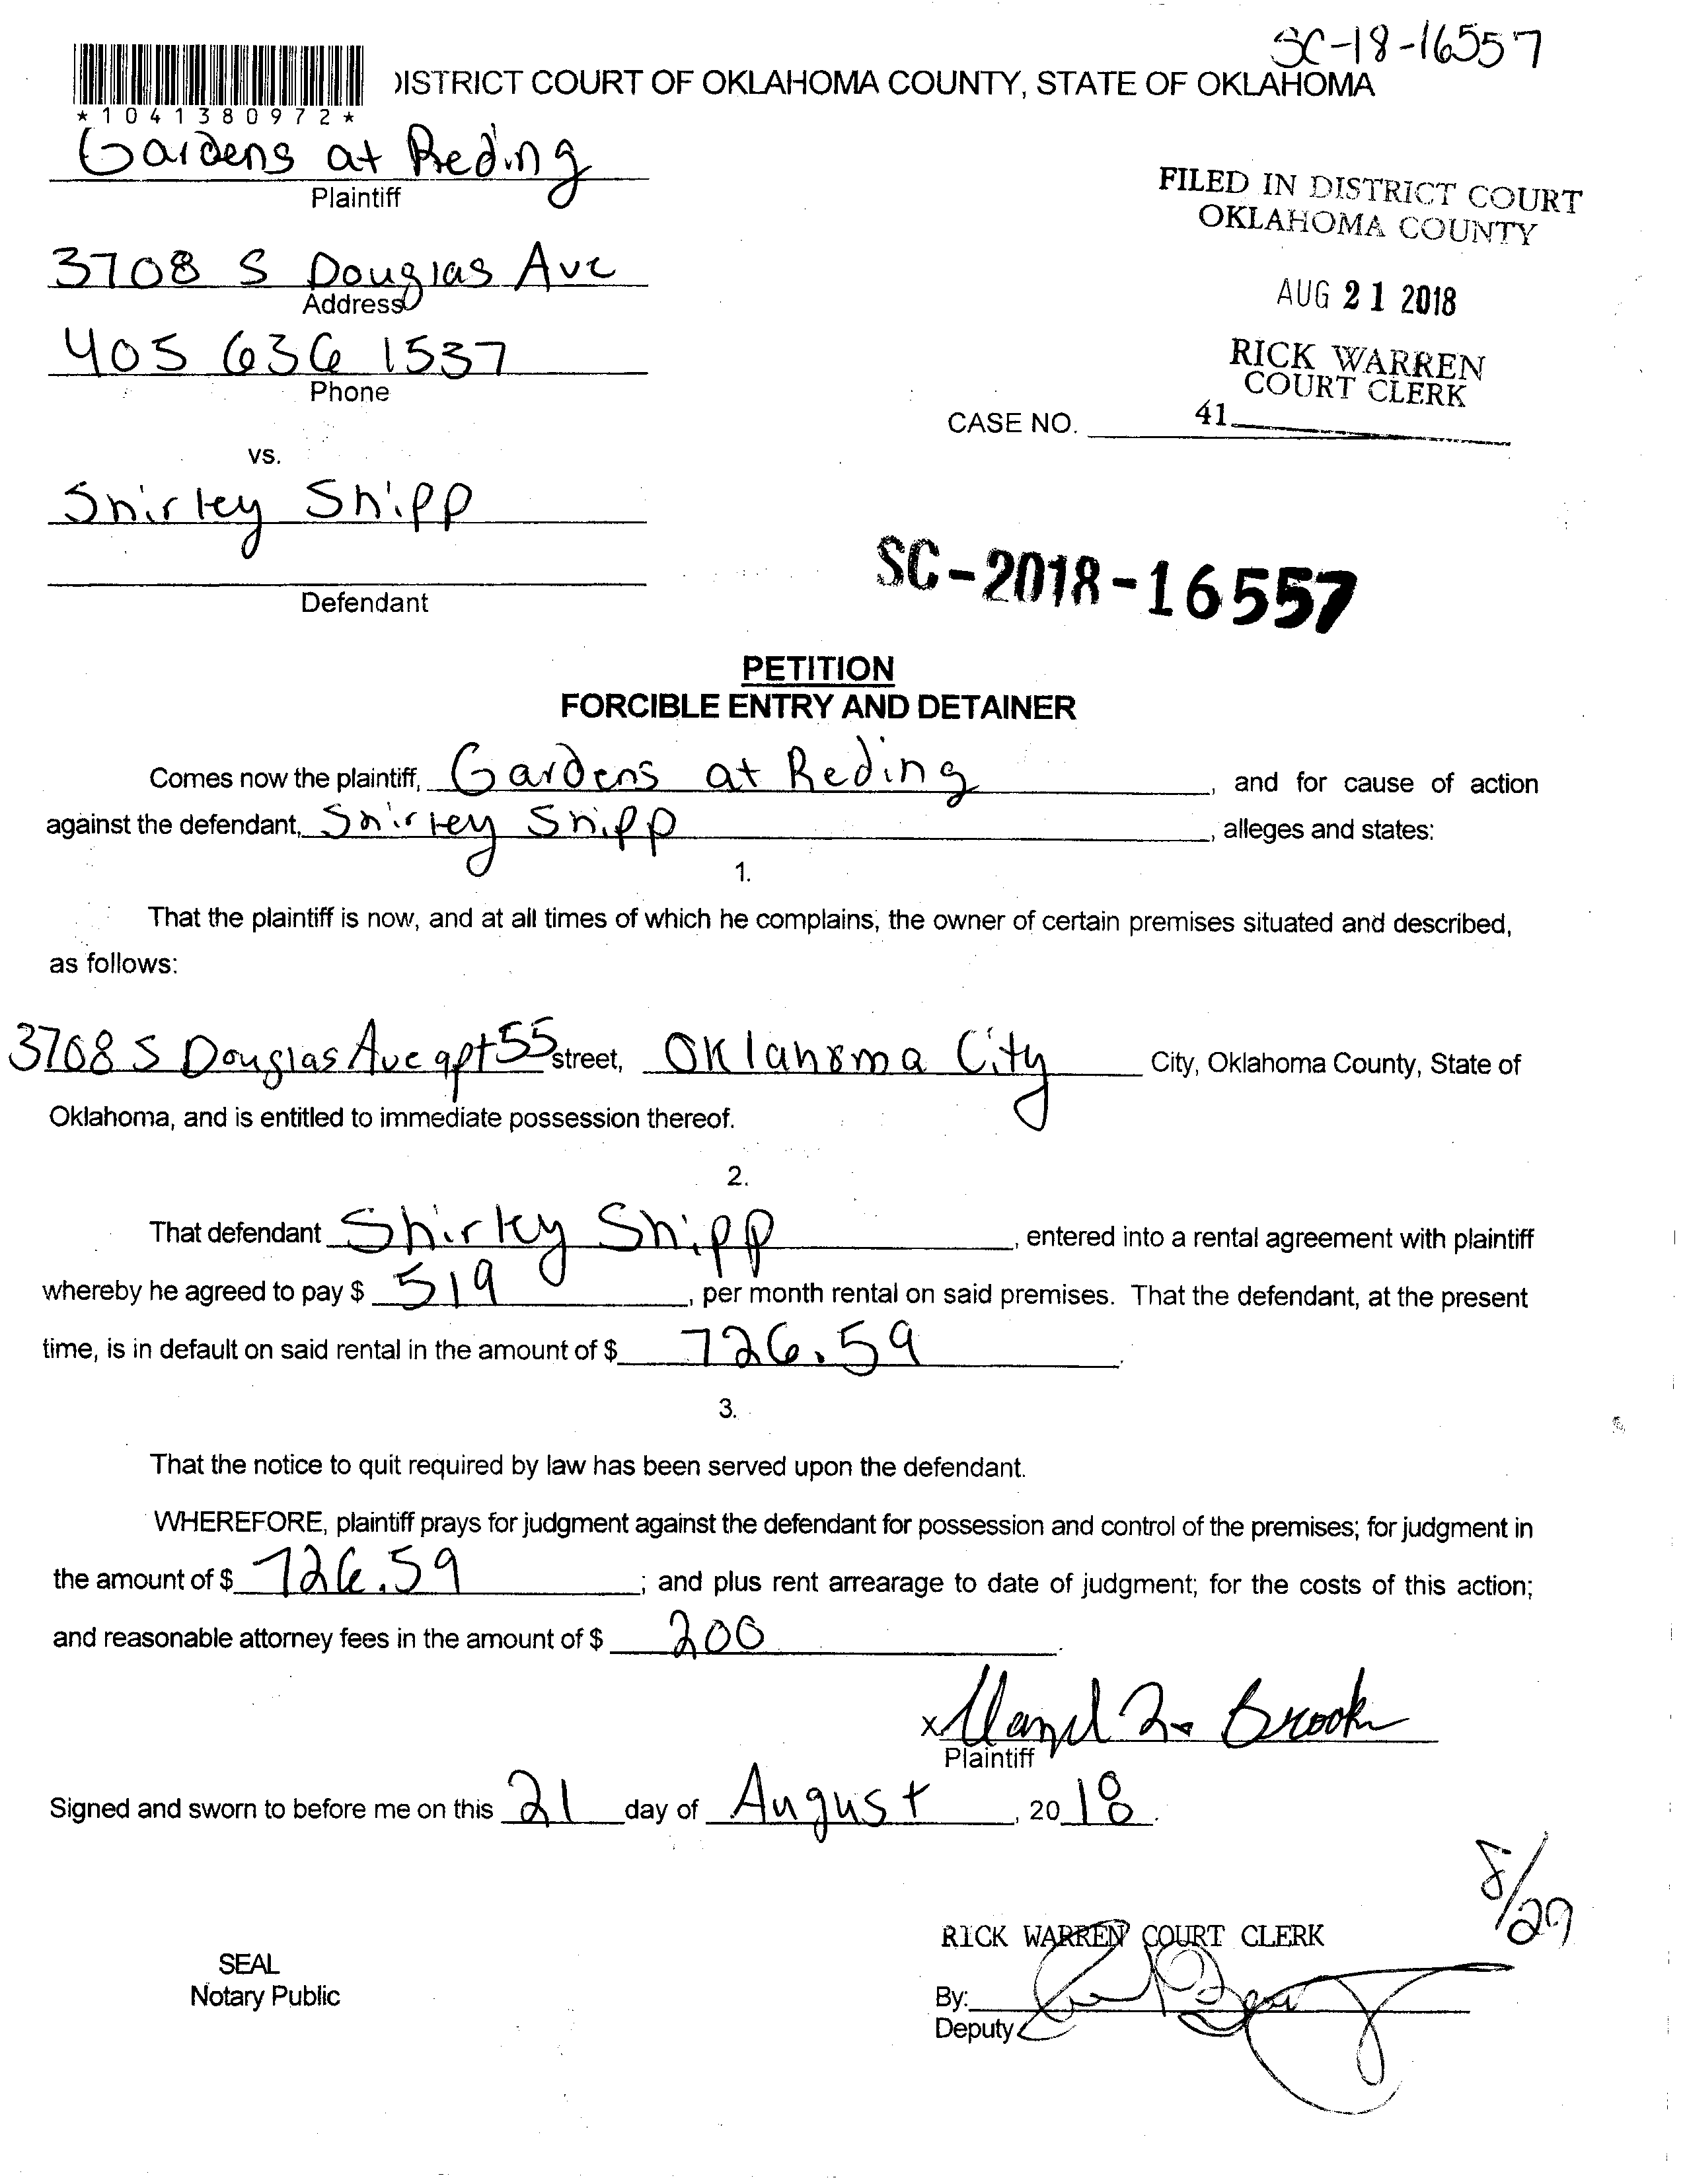 SC-18-16557
*1041380972*
DISTRICT COURT OF OKLAHOMA COUNTY, STATE OF OKLAHOMA
Gardens at Reding
Plaintiff
FILED IN DISTRICT COURT
OKLAHOMA COUNTY
3708 S Douglas Ave
Address
AUG 21 2018
405 636 1537
Phone
RICK WARREN
COURT CLERK
CASE NO. 41
vs.
Shirley Shipp
Defendant
SC-2018-16557
PETITION
FORCIBLE ENTRY AND DETAINER
Comes now the plaintiff, Gardens at Reding, and for cause of action
against the defendant, Shirley Shipp, alleges and states:
1.
That the plaintiff is now, and at all times of which he complains, the owner of certain premises situated and described,
as follows:
3708 S Douglas Ave apt 55 street, Oklahoma City City, Oklahoma County, State of
Oklahoma, and is entitled to immediate possession thereof.
2.
That defendant Shirley Shipp, entered into a rental agreement with plaintiff
whereby he agreed to pay $ 519, per month rental on said premises. That the defendant, at the present
time, is in default on said rental in the amount of $ 726.59.
3.
That the notice to quit required by law has been served upon the defendant.
WHEREFORE, plaintiff prays for judgment against the defendant for possession and control of the premises; for judgment in
the amount of $ 726.59; and plus rent arrearage to date of judgment; for the costs of this action;
and reasonable attorney fees in the amount of $ 200.
x Brook
Plaintiff
Signed and sworn to before me on this 21 day of August, 2018.
8/29
RICK WARREN COURT CLERK
SEAL
Notary Public
By:
Deputy